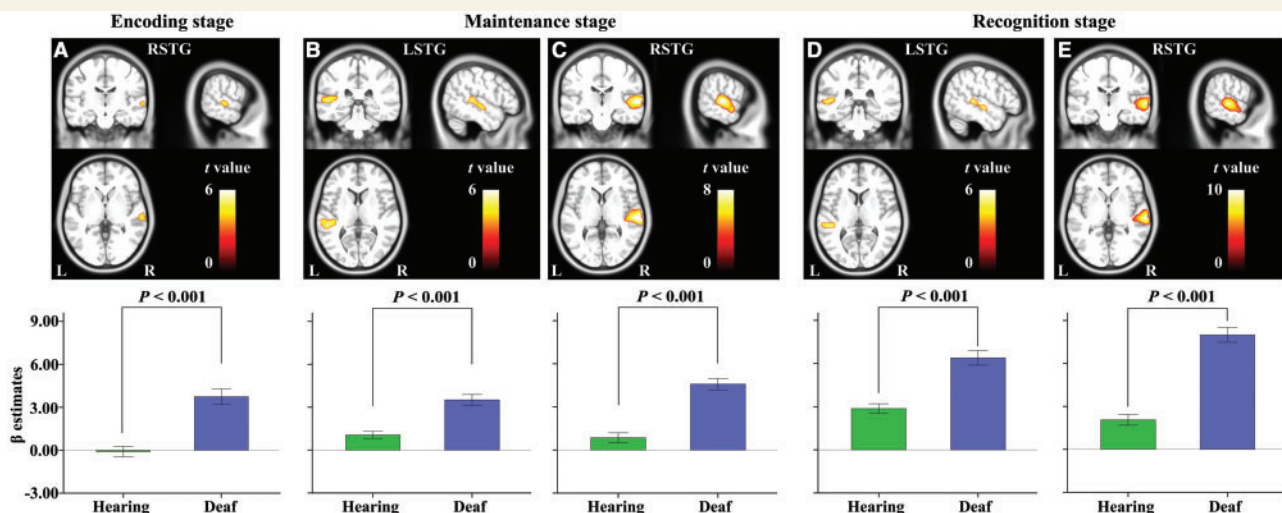 Encoding stage Maintenance stage Recognition stage
A RSTG B LSTG C RSTG D LSTG E RSTG
t value t value t value t value t value
6 6 8 6 10
0 0 0 0 0
L R L R L R
P < 0.001 P < 0.001 P < 0.001 P < 0.001 P < 0.001
9.00
6.00
3.00
0.00
-3.00
β estimates
Hearing Deaf Hearing Deaf Hearing Deaf Hearing Deaf Hearing Deaf